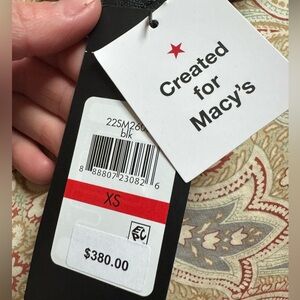 Created
for
Macy's
blk
8 88807 23082 6
XS
$380.00